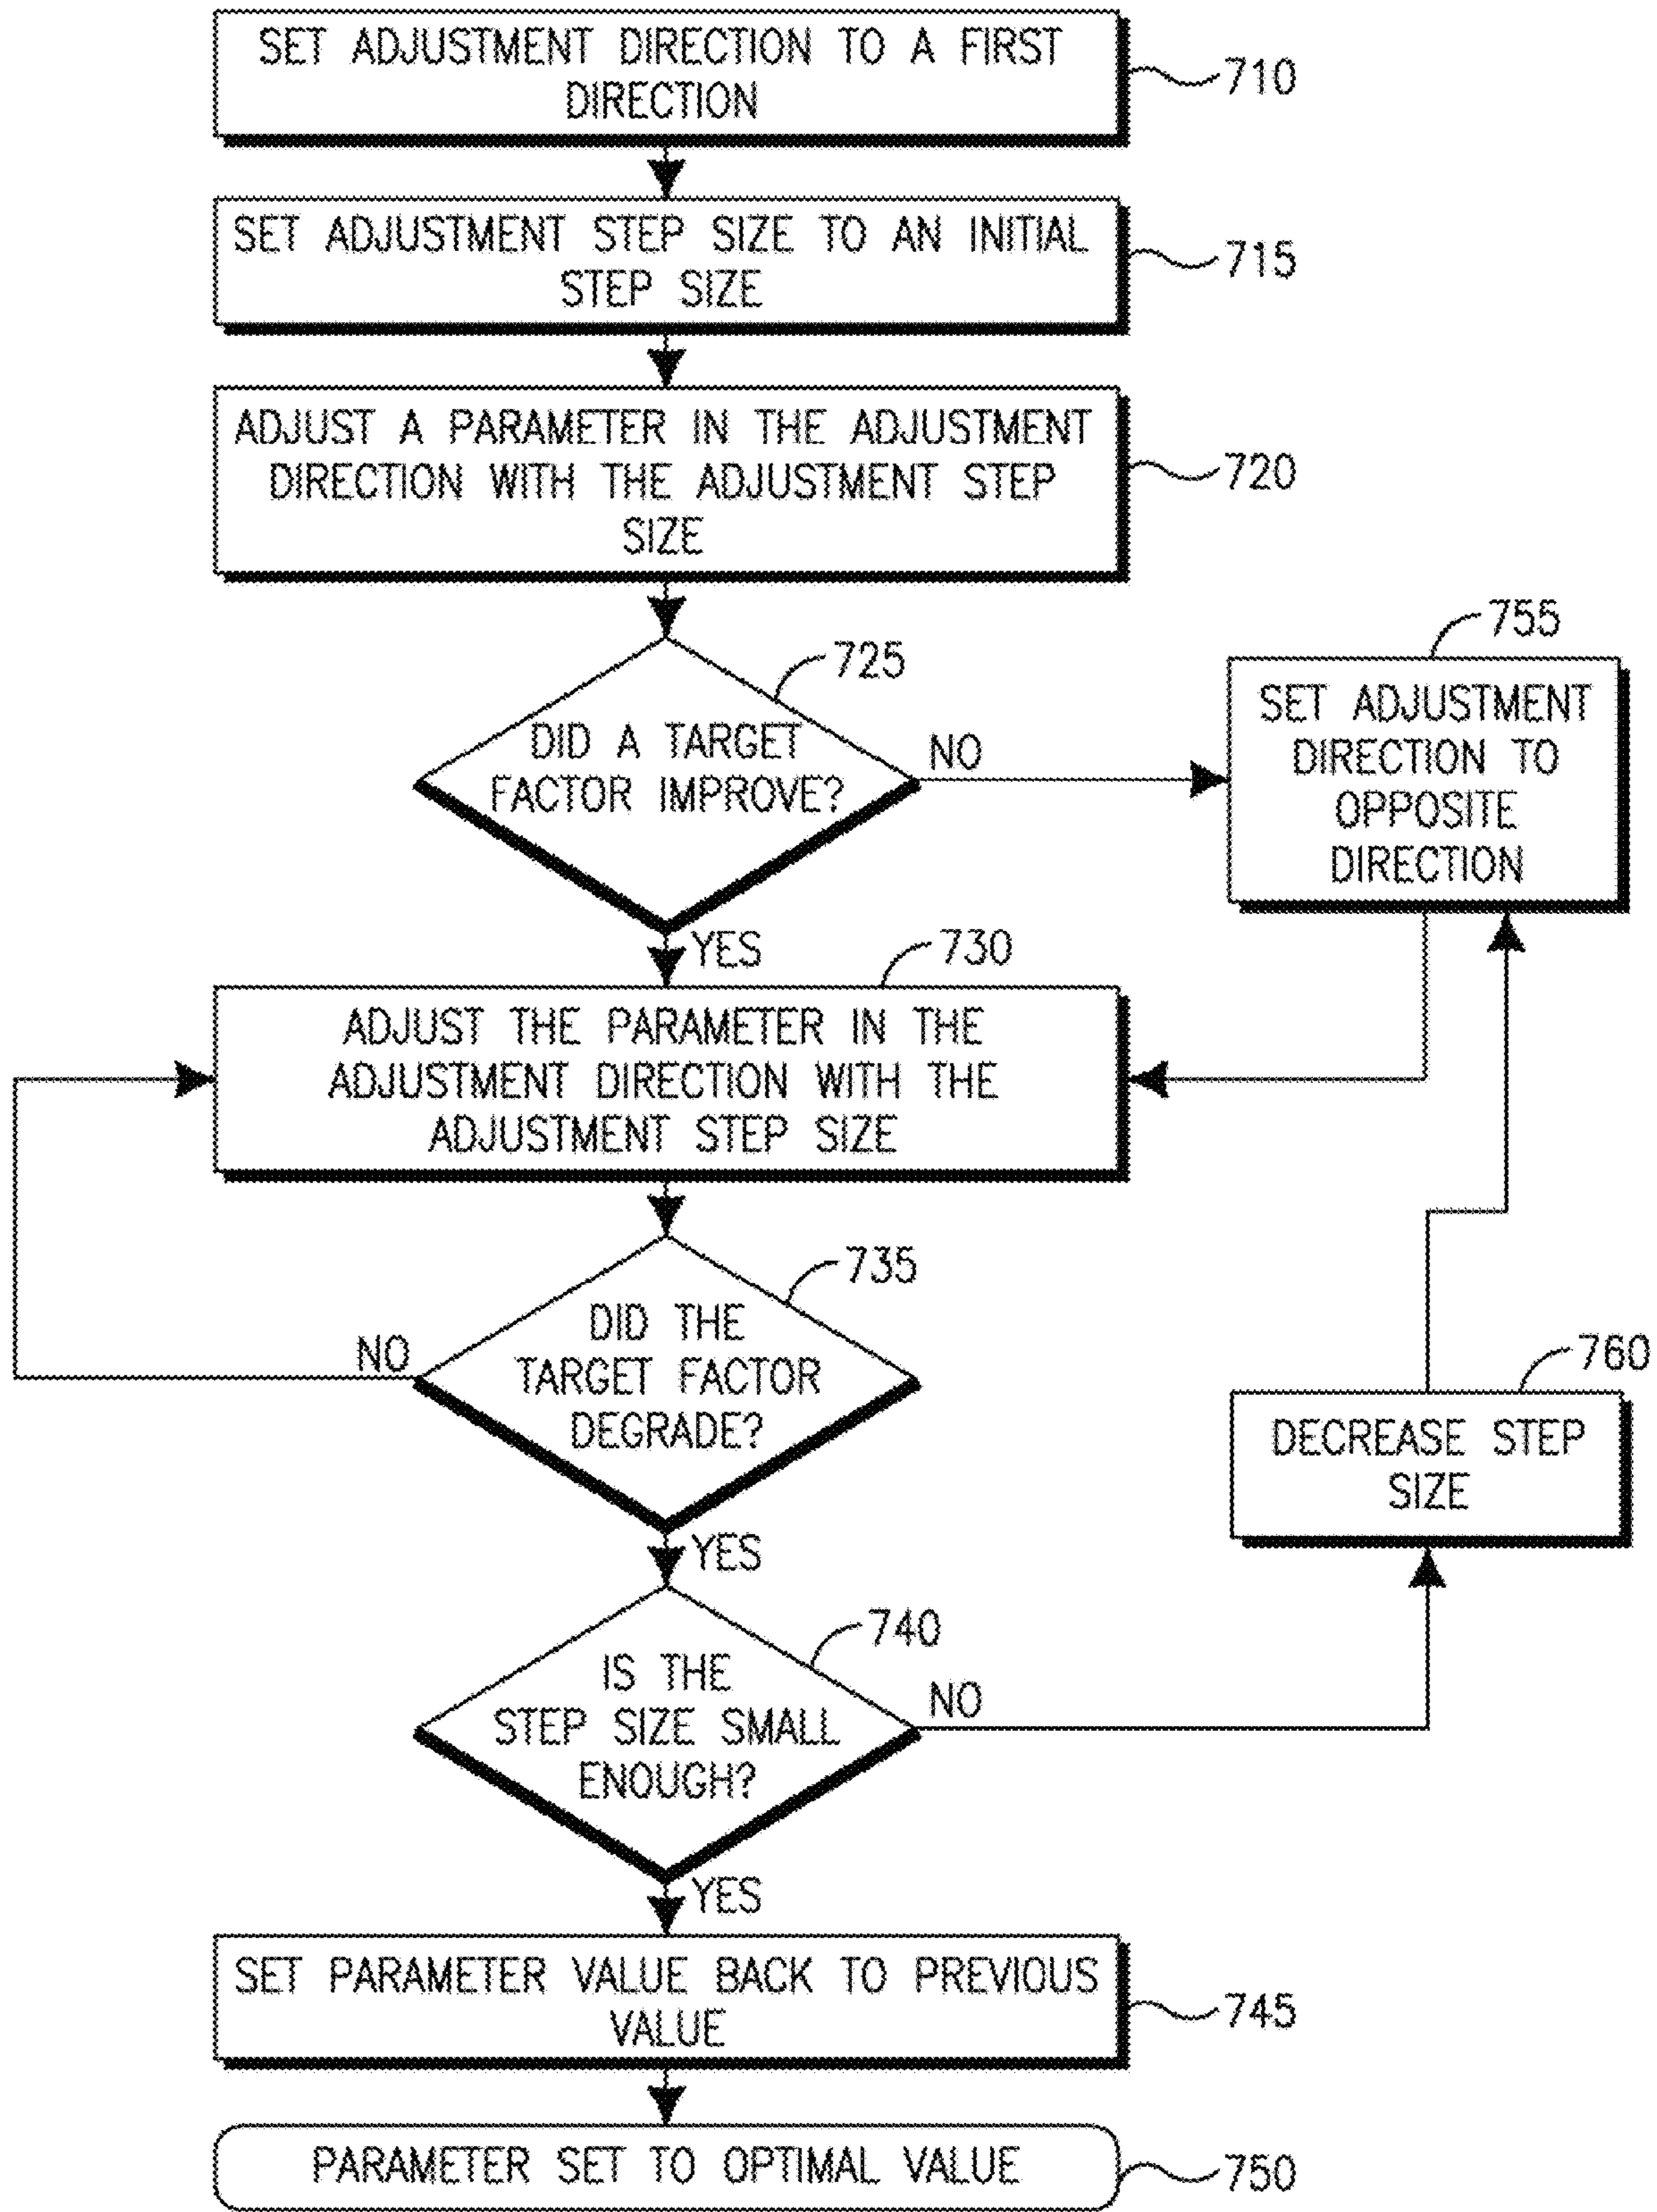 SET ADJUSTMENT DIRECTION TO A FIRST
DIRECTION
710
SET ADJUSTMENT STEP SIZE TO AN INITIAL
STEP SIZE
715
ADJUST A PARAMETER IN THE ADJUSTMENT
DIRECTION WITH THE ADJUSTMENT STEP
SIZE
720
725
DID A TARGET
FACTOR IMPROVE?
NO
YES
755
SET ADJUSTMENT
DIRECTION TO
OPPOSITE
DIRECTION
730
ADJUST THE PARAMETER IN THE
ADJUSTMENT DIRECTION WITH THE
ADJUSTMENT STEP SIZE
735
DID THE
TARGET FACTOR
DEGRADE?
NO
YES
760
DECREASE STEP
SIZE
740
IS THE
STEP SIZE SMALL
ENOUGH?
NO
YES
SET PARAMETER VALUE BACK TO PREVIOUS
VALUE
745
PARAMETER SET TO OPTIMAL VALUE
750